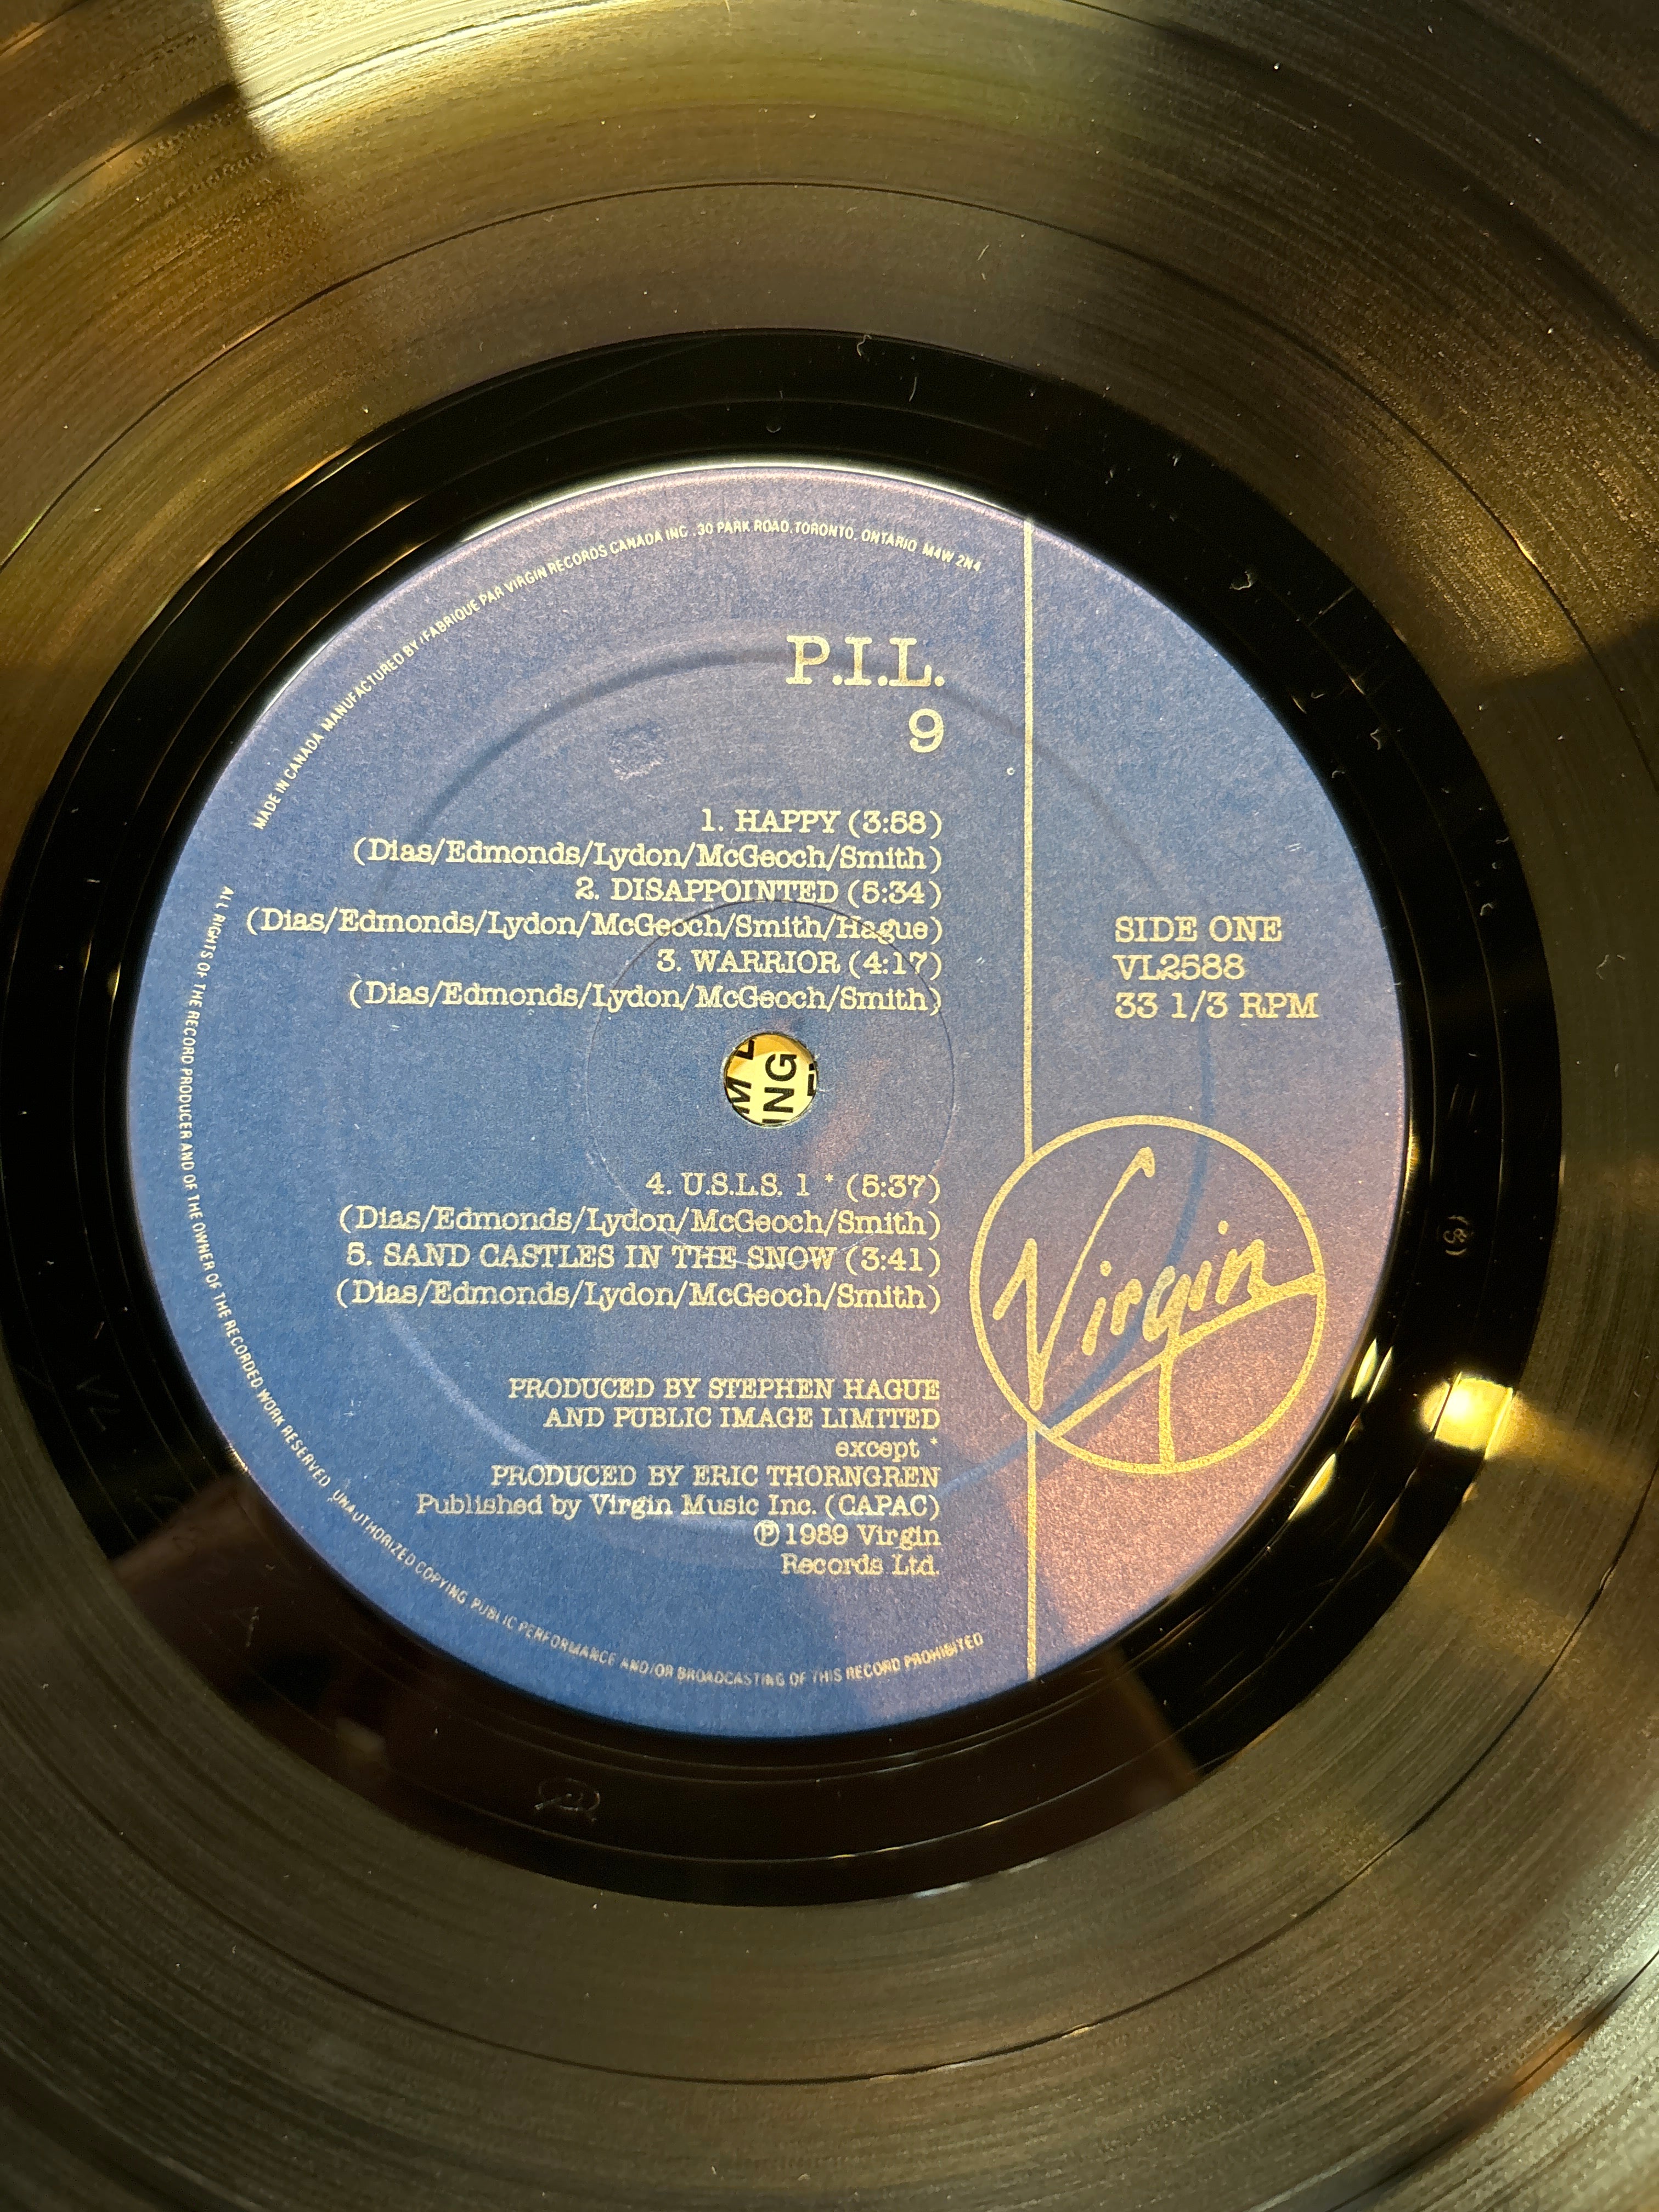 MADE IN CANADA MANUFACTURED BY / FABRIQUE PAR VIRGIN RECORDS CANADA INC. 30 PARK ROAD, TORONTO, ONTARIO M4W 2N4
P.I.L.
9
1. HAPPY (3:58)
(Dias/Edmonds/Lydon/McGeoch/Smith)
2. DISAPPOINTED (5:34)
(Dias/Edmonds/Lydon/McGeoch/Smith/Hague)
3. WARRIOR (4:17)
(Dias/Edmonds/Lydon/McGeoch/Smith)
SIDE ONE
VL2588
33 1/3 RPM
ING
4. U.S.L.S. 1 * (5:37)
(Dias/Edmonds/Lydon/McGeoch/Smith)
5. SAND CASTLES IN THE SNOW (3:41)
(Dias/Edmonds/Lydon/McGeoch/Smith)
Virgin
PRODUCED BY STEPHEN HAGUE
AND PUBLIC IMAGE LIMITED
except *
PRODUCED BY ERIC THORNGREN
Published by Virgin Music Inc. (CAPAC)
Ⓟ1989 Virgin
Records Ltd.
ALL RIGHTS OF THE RECORD PRODUCER AND OF THE OWNER OF THE RECORDED WORK RESERVED. UNAUTHORIZED COPYING PUBLIC PERFORMANCE AND/OR BROADCASTING OF THIS RECORD PROHIBITED